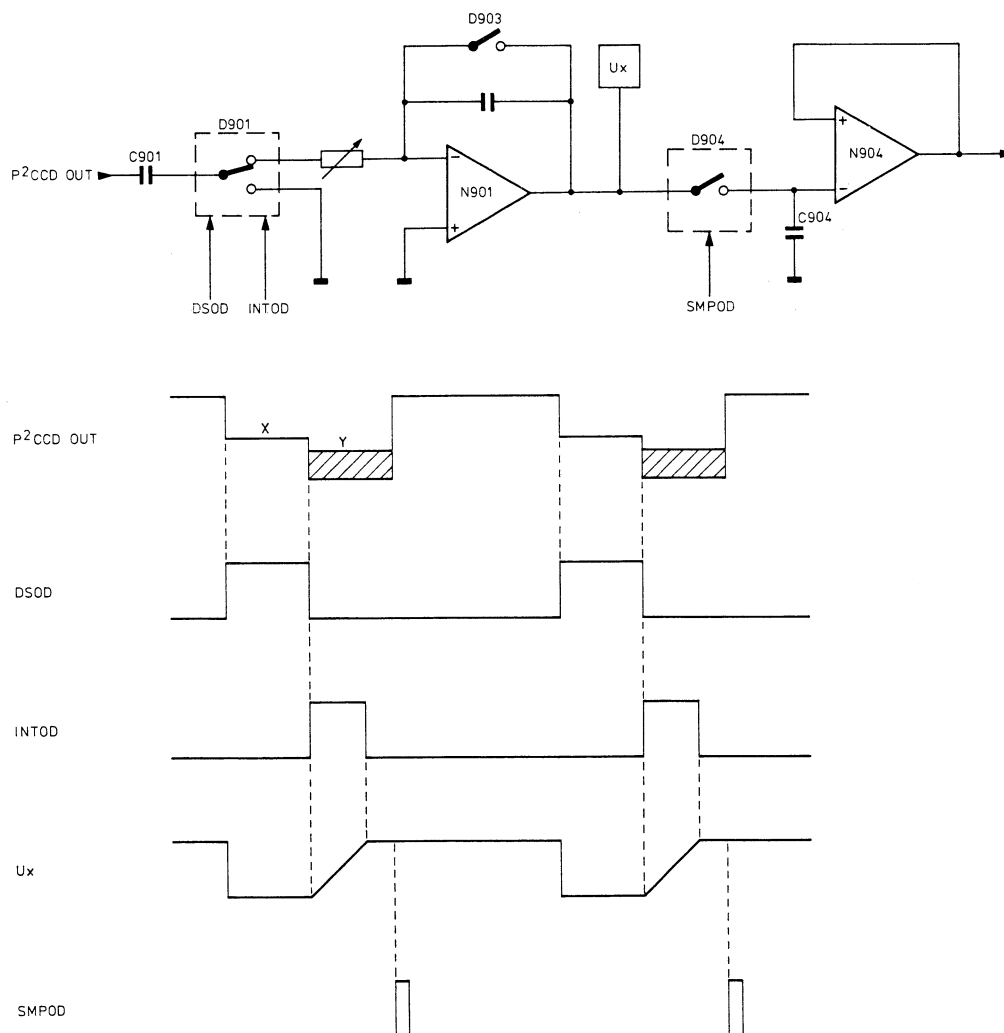 D903
Ux
D901
D904
C901
P²CCD OUT
N901
N904
C904
DSOD INTOD
SMPOD
P²CCD OUT
X
Y
DSOD
INTOD
Ux
SMPOD